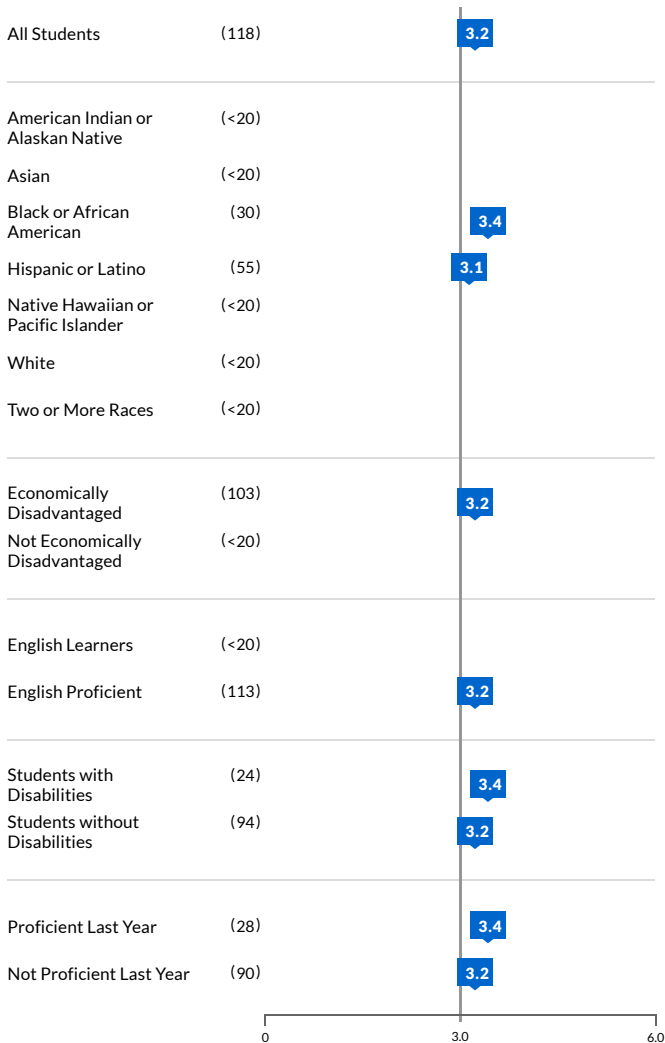 All Students (118) 3.2
American Indian or (<20)
Alaskan Native
Asian (<20)
Black or African (30) 3.4
American
Hispanic or Latino (55) 3.1
Native Hawaiian or (<20)
Pacific Islander
White (<20)
Two or More Races (<20)
Economically (103) 3.2
Disadvantaged
Not Economically (<20)
Disadvantaged
English Learners (<20)
English Proficient (113) 3.2
Students with (24) 3.4
Disabilities
Students without (94) 3.2
Disabilities
Proficient Last Year (28) 3.4
Not Proficient Last Year (90) 3.2
0 3.0 6.0